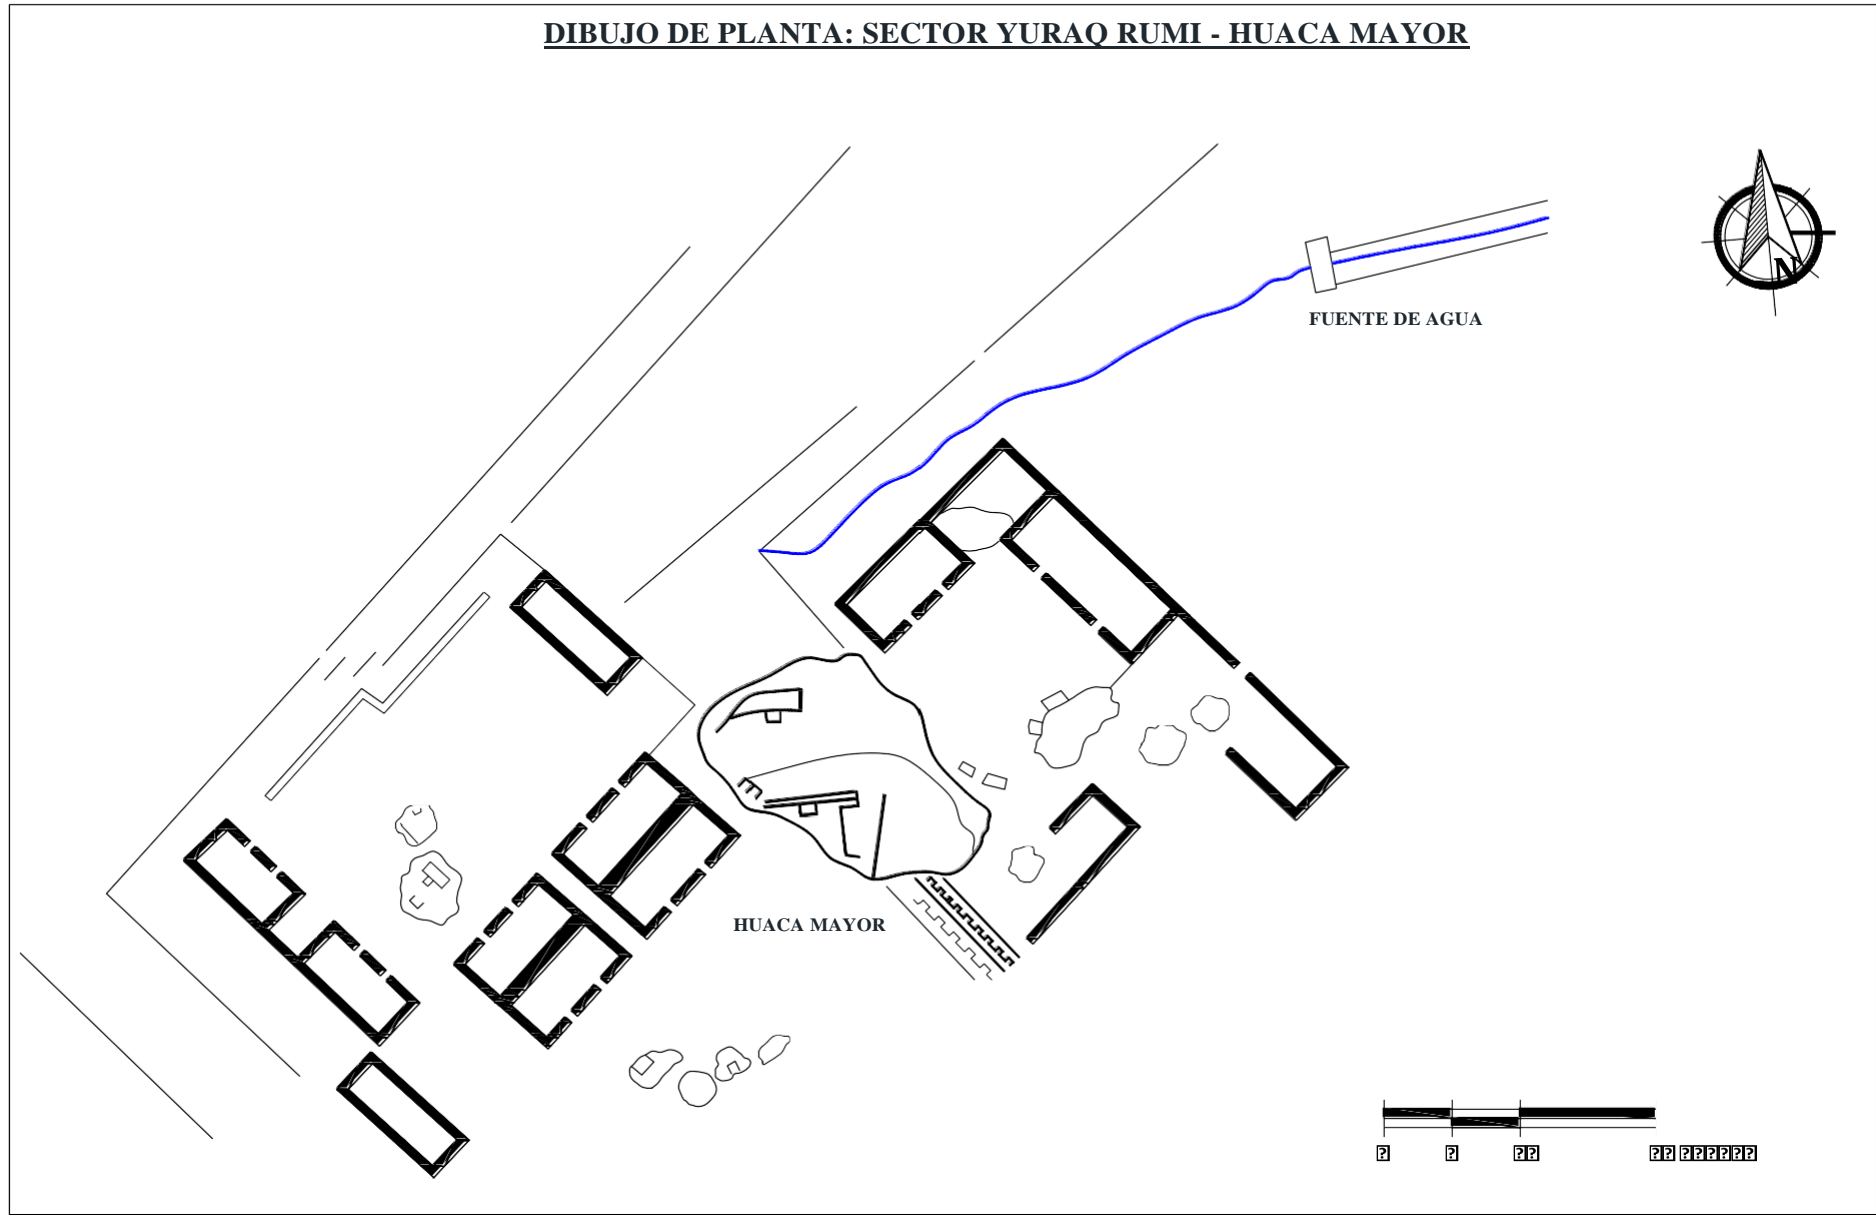 DIBUJO DE PLANTA: SECTOR YURAQ RUMI - HUACA MAYOR
N
FUENTE DE AGUA
HUACA MAYOR